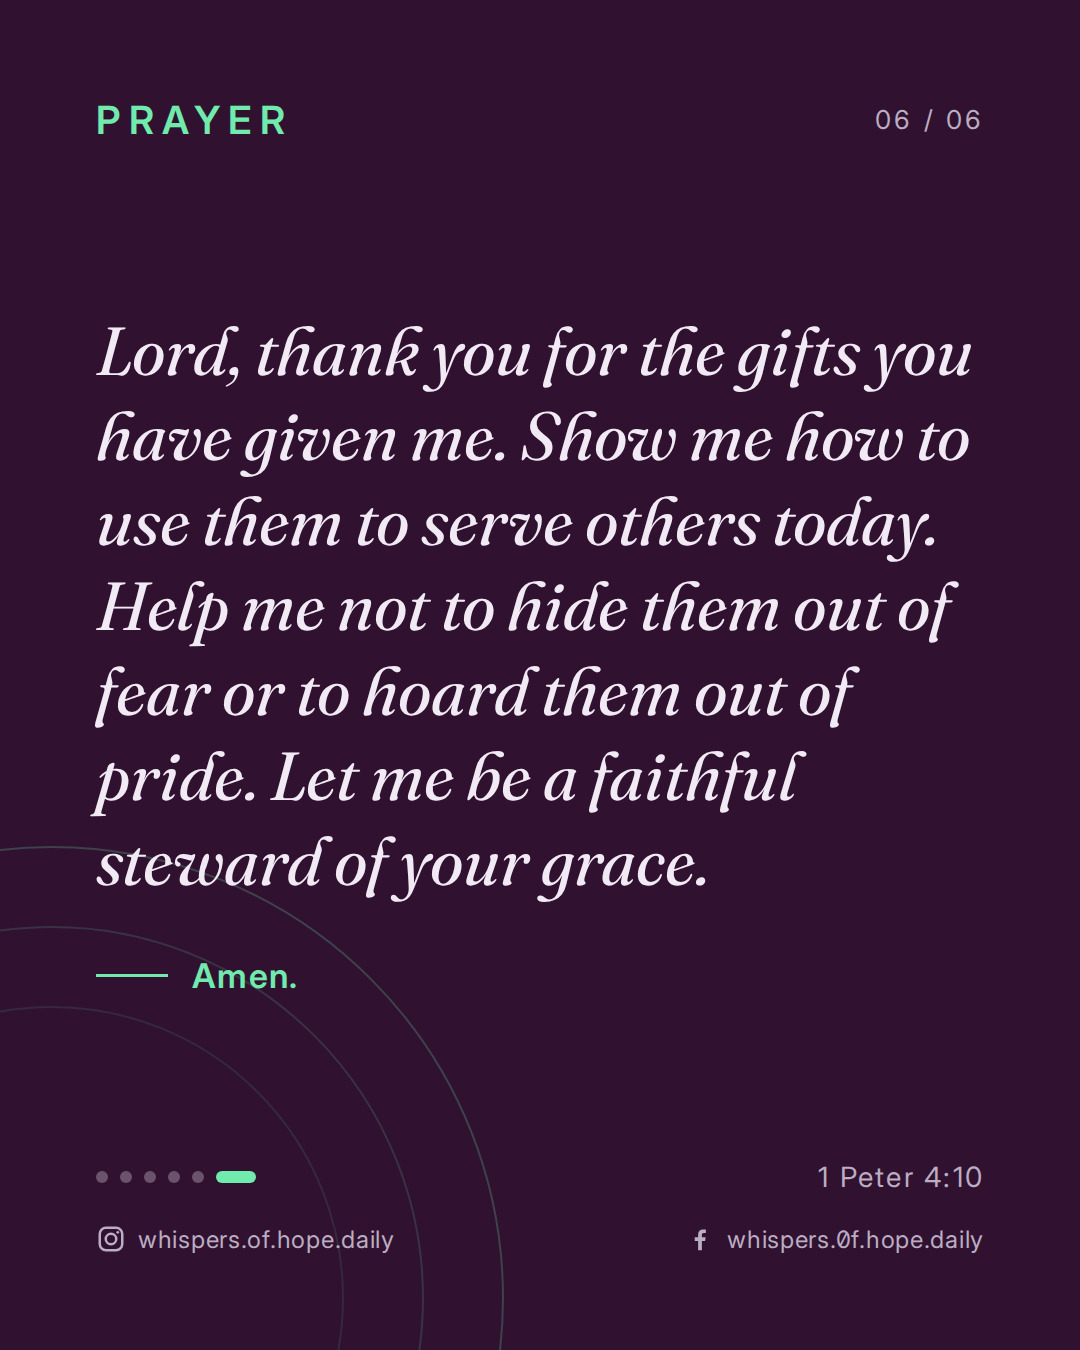 PRAYER
06 / 06
Lord, thank you for the gifts you
have given me. Show me how to
use them to serve others today.
Help me not to hide them out of
fear or to hoard them out of
pride. Let me be a faithful
steward of your grace.
Amen.
1 Peter 4:10
whispers.of.hope.daily
whispers.0f.hope.daily